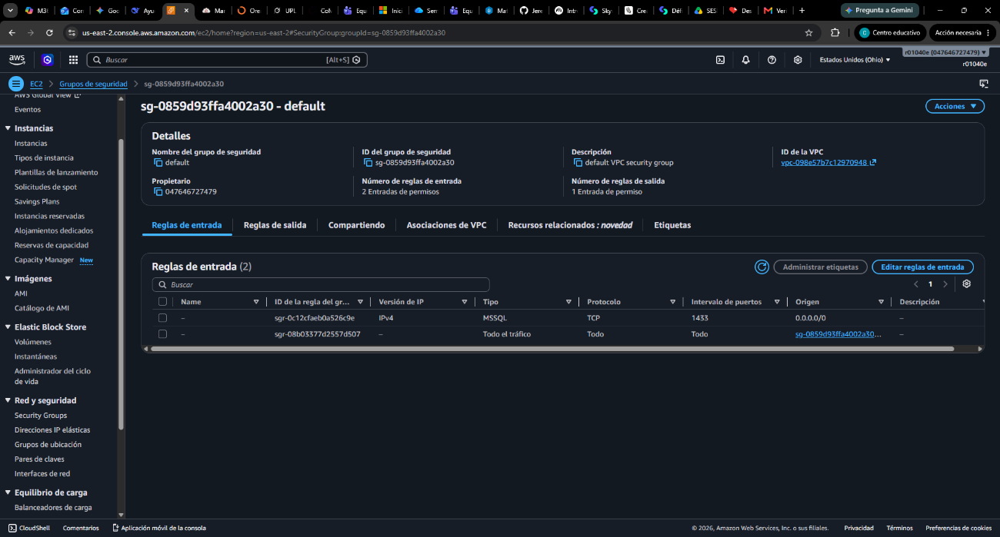 M3
Con
Goo
Ayu
Mar
Ore
UPL
Col
Equ
Inic
Sen
Equ
Mat
Jere
Intr
Sky
Cre
Défi
SESI
Des
Veri
Pregunta a Gemini
us-east-2.console.aws.amazon.com/ec2/home?region=us-east-2#SecurityGroup:groupId=sg-0859d93ffa4002a30
C Centro educativo
Acción necesaria
aws
Buscar
[Alt+S]
Estados Unidos (Ohio)
r01040e (047646727479)
r01040e
EC2 > Grupos de seguridad > sg-0859d93ffa4002a30
AWS Global View
Eventos
Instancias
Instancias
Tipos de instancia
Plantillas de lanzamiento
Solicitudes de spot
Savings Plans
Instancias reservadas
Alojamientos dedicados
Reservas de capacidad
Capacity Manager New
Imágenes
AMI
Catálogo de AMI
Elastic Block Store
Volúmenes
Instantáneas
Administrador del ciclo
de vida
Red y seguridad
Security Groups
Direcciones IP elásticas
Grupos de ubicación
Pares de claves
Interfaces de red
Equilibrio de carga
Balanceadores de carga
sg-0859d93ffa4002a30 - default
Acciones
Detalles
Nombre del grupo de seguridad
default
ID del grupo de seguridad
sg-0859d93ffa4002a30
Descripción
default VPC security group
ID de la VPC
vpc-098e57b7c12970948
Propietario
047646727479
Número de reglas de entrada
2 Entradas de permisos
Número de reglas de salida
1 Entrada de permiso
Reglas de entrada
Reglas de salida
Compartiendo
Asociaciones de VPC
Recursos relacionados : novedad
Etiquetas
Reglas de entrada (2)
Administrar etiquetas
Editar reglas de entrada
Buscar
1
Name
ID de la regla del gr...
Versión de IP
Tipo
Protocolo
Intervalo de puertos
Origen
Descripción
– sgr-0c12cfaeb0a526c9e IPv4 MSSQL TCP 1433 0.0.0.0/0 –
– sgr-08b03377d2557d507 – Todo el tráfico Todo Todo sg-0859d93ffa4002a30... –
CloudShell
Comentarios
Aplicación móvil de la consola
© 2026, Amazon Web Services, Inc. o sus filiales.
Privacidad
Términos
Preferencias de cookies